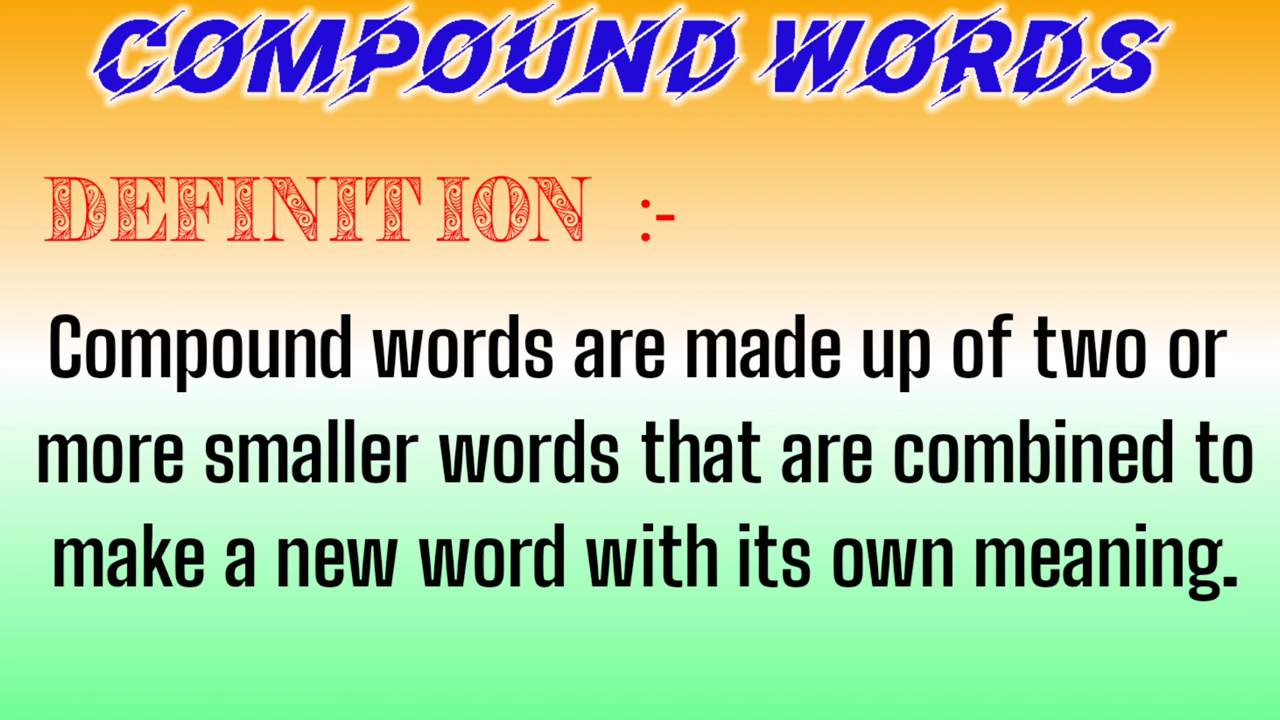 COMPOUND WORDS
DEFINITION :-
Compound words are made up of two or
more smaller words that are combined to
make a new word with its own meaning.